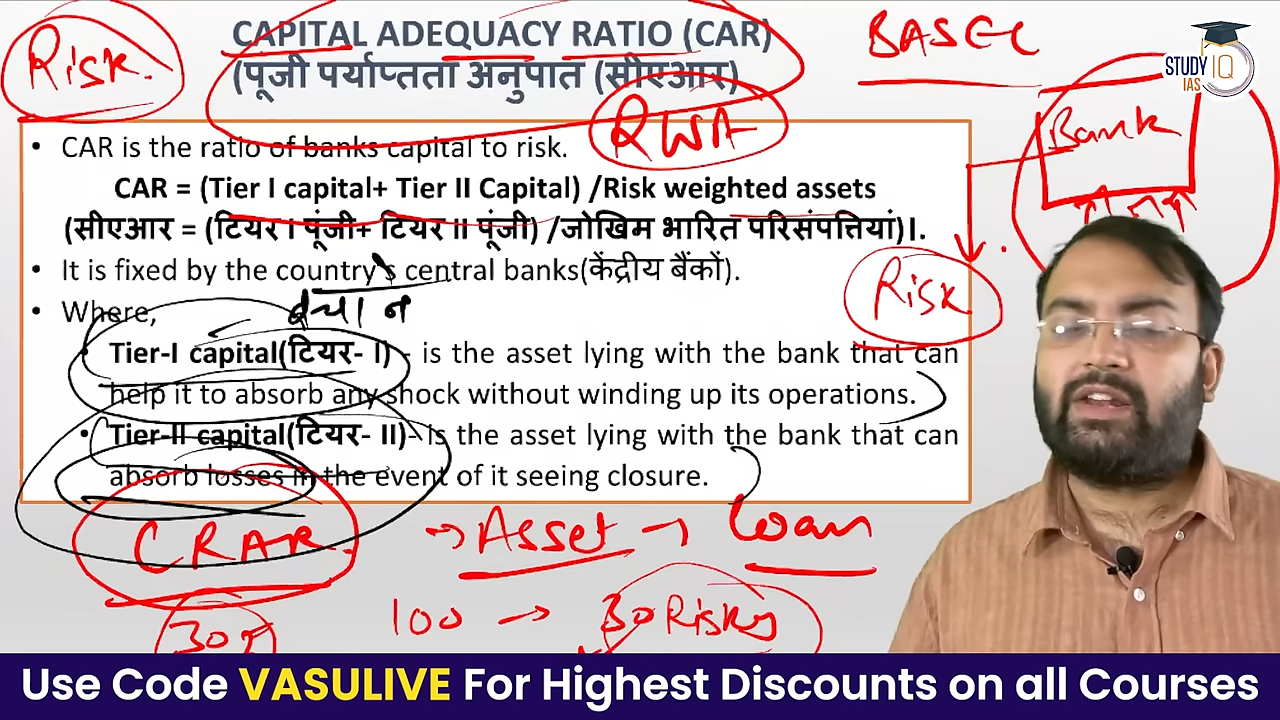 CAPITAL ADEQUACY RATIO (CAR)
(पूंजी पर्याप्तता अनुपात (सीएआर)
Risk.
BASEL
STUDY IQ
IAS
Bank
RWA
• CAR is the ratio of banks capital to risk.
CAR = (Tier I capital+ Tier II Capital) /Risk weighted assets
(सीएआर = (टियर I पूंजी+ टियर II पूंजी) /जोखिम भारित परिसंपत्तियां)I.
• It is fixed by the country's central banks(केंद्रीय बैंकों).
Risk
• Where,
• Tier-I capital(टियर- I) - is the asset lying with the bank that can
help it to absorb any shock without winding up its operations.
• Tier-II capital(टियर- II)- is the asset lying with the bank that can
absorb losses in the event of it seeing closure.
CRAR
→ Asset → Loan
100 → 30 Risky
Use Code VASULIVE For Highest Discounts on all Courses